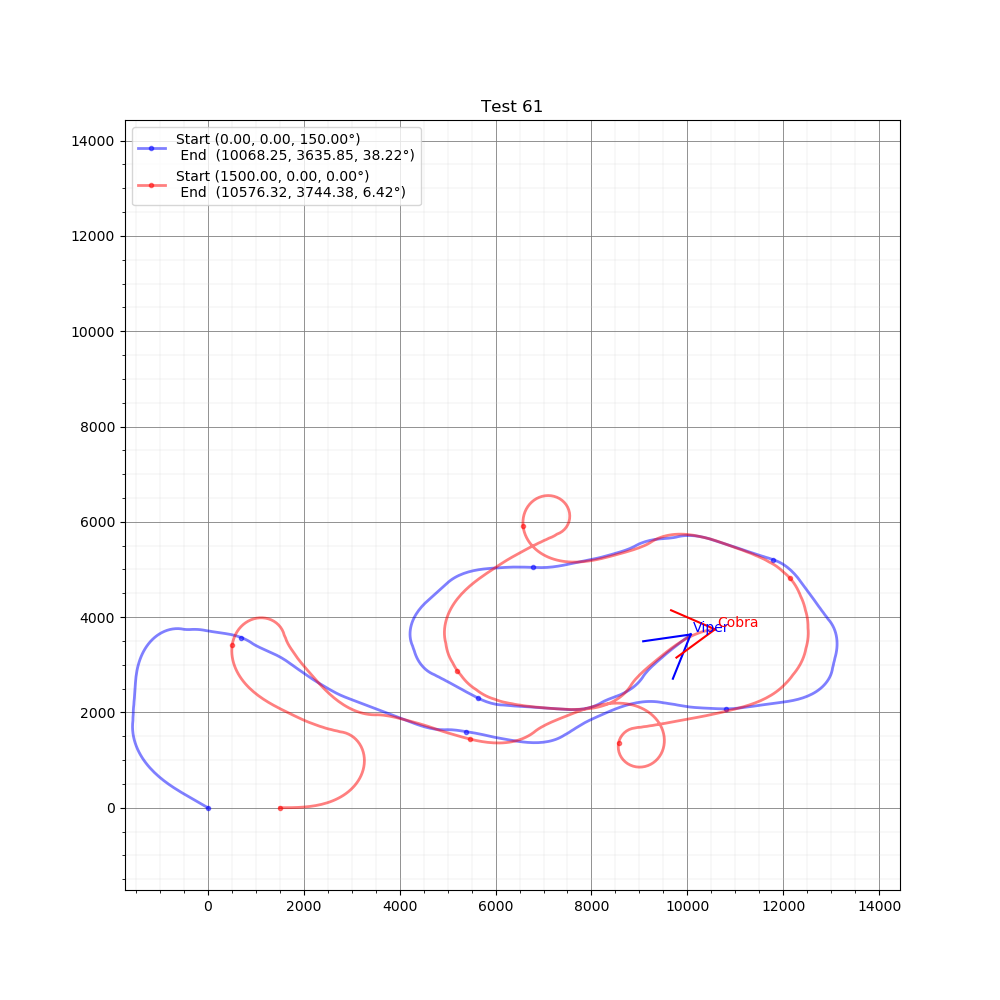 Test 61
Start (0.00, 0.00, 150.00°)
End (10068.25, 3635.85, 38.22°)
Start (1500.00, 0.00, 0.00°)
End (10576.32, 3744.38, 6.42°)
14000
12000
10000
8000
6000
4000
2000
0
Viper
Cobra
0 2000 4000 6000 8000 10000 12000 14000